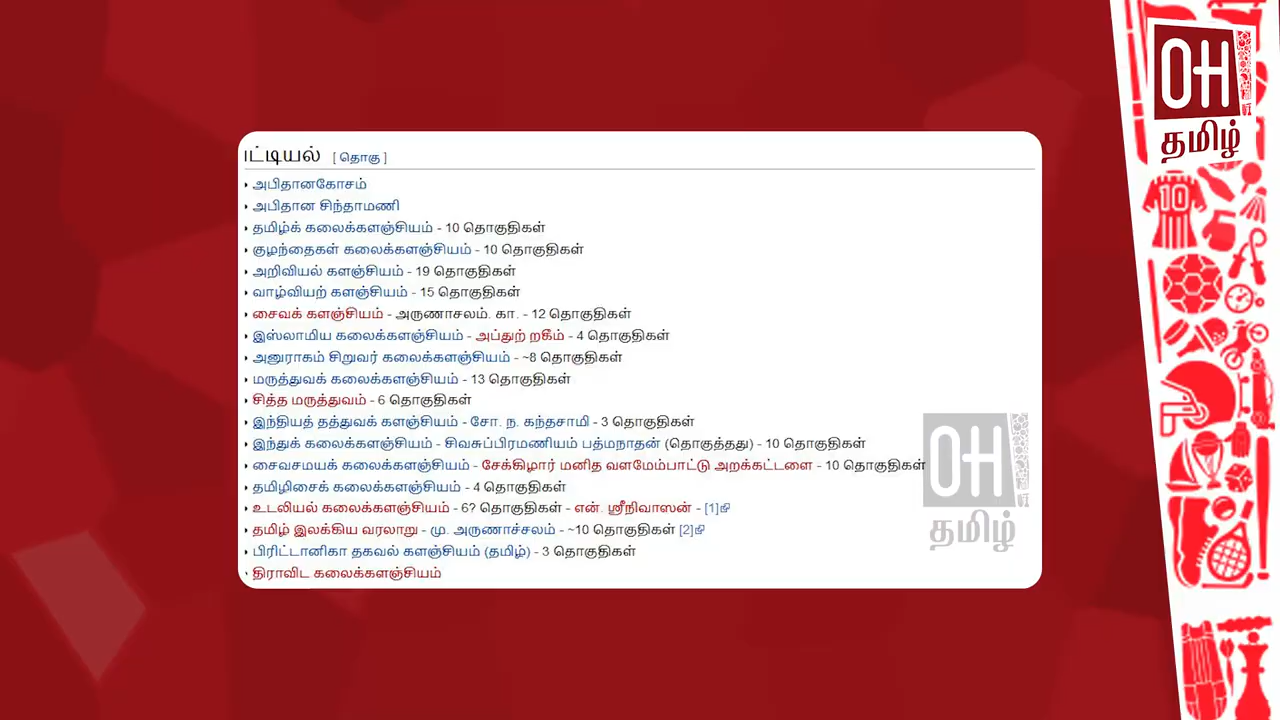 பட்டியல் [ தொகு ]
அபிதானகோசம்
அபிதான சிந்தாமணி
தமிழ்க் கலைக்களஞ்சியம் - 10 தொகுதிகள்
குழந்தைகள் கலைக்களஞ்சியம் - 10 தொகுதிகள்
அறிவியல் களஞ்சியம் - 19 தொகுதிகள்
வாழ்வியற் களஞ்சியம் - 15 தொகுதிகள்
சைவக் களஞ்சியம் - அருணாசலம். கா. - 12 தொகுதிகள்
இஸ்லாமிய கலைக்களஞ்சியம் - அப்துற் றகீம் - 4 தொகுதிகள்
அனுராகம் சிறுவர் கலைக்களஞ்சியம் - ~8 தொகுதிகள்
மருத்துவக் கலைக்களஞ்சியம் - 13 தொகுதிகள்
சித்த மருத்துவம் - 6 தொகுதிகள்
இந்தியத் தத்துவக் களஞ்சியம் - சோ. ந. கந்தசாமி - 3 தொகுதிகள்
இந்துக் கலைக்களஞ்சியம் - சிவசுப்பிரமணியம் பத்மநாதன் (தொகுத்தது) - 10 தொகுதிகள்
சைவசமயக் கலைக்களஞ்சியம் - சேக்கிழார் மனித வளமேம்பாட்டு அறக்கட்டளை - 10 தொகுதிகள்
தமிழிசைக் கலைக்களஞ்சியம் - 4 தொகுதிகள்
உடலியல் கலைக்களஞ்சியம் - 6? தொகுதிகள் - என். ஸ்ரீநிவாஸன் - [1]
தமிழ் இலக்கிய வரலாறு - மு. அருணாச்சலம் - ~10 தொகுதிகள் [2]
பிரிட்டானிகா தகவல் களஞ்சியம் (தமிழ்) - 3 தொகுதிகள்
திராவிட கலைக்களஞ்சியம்
OH
தமிழ்
OH
தமிழ்
10